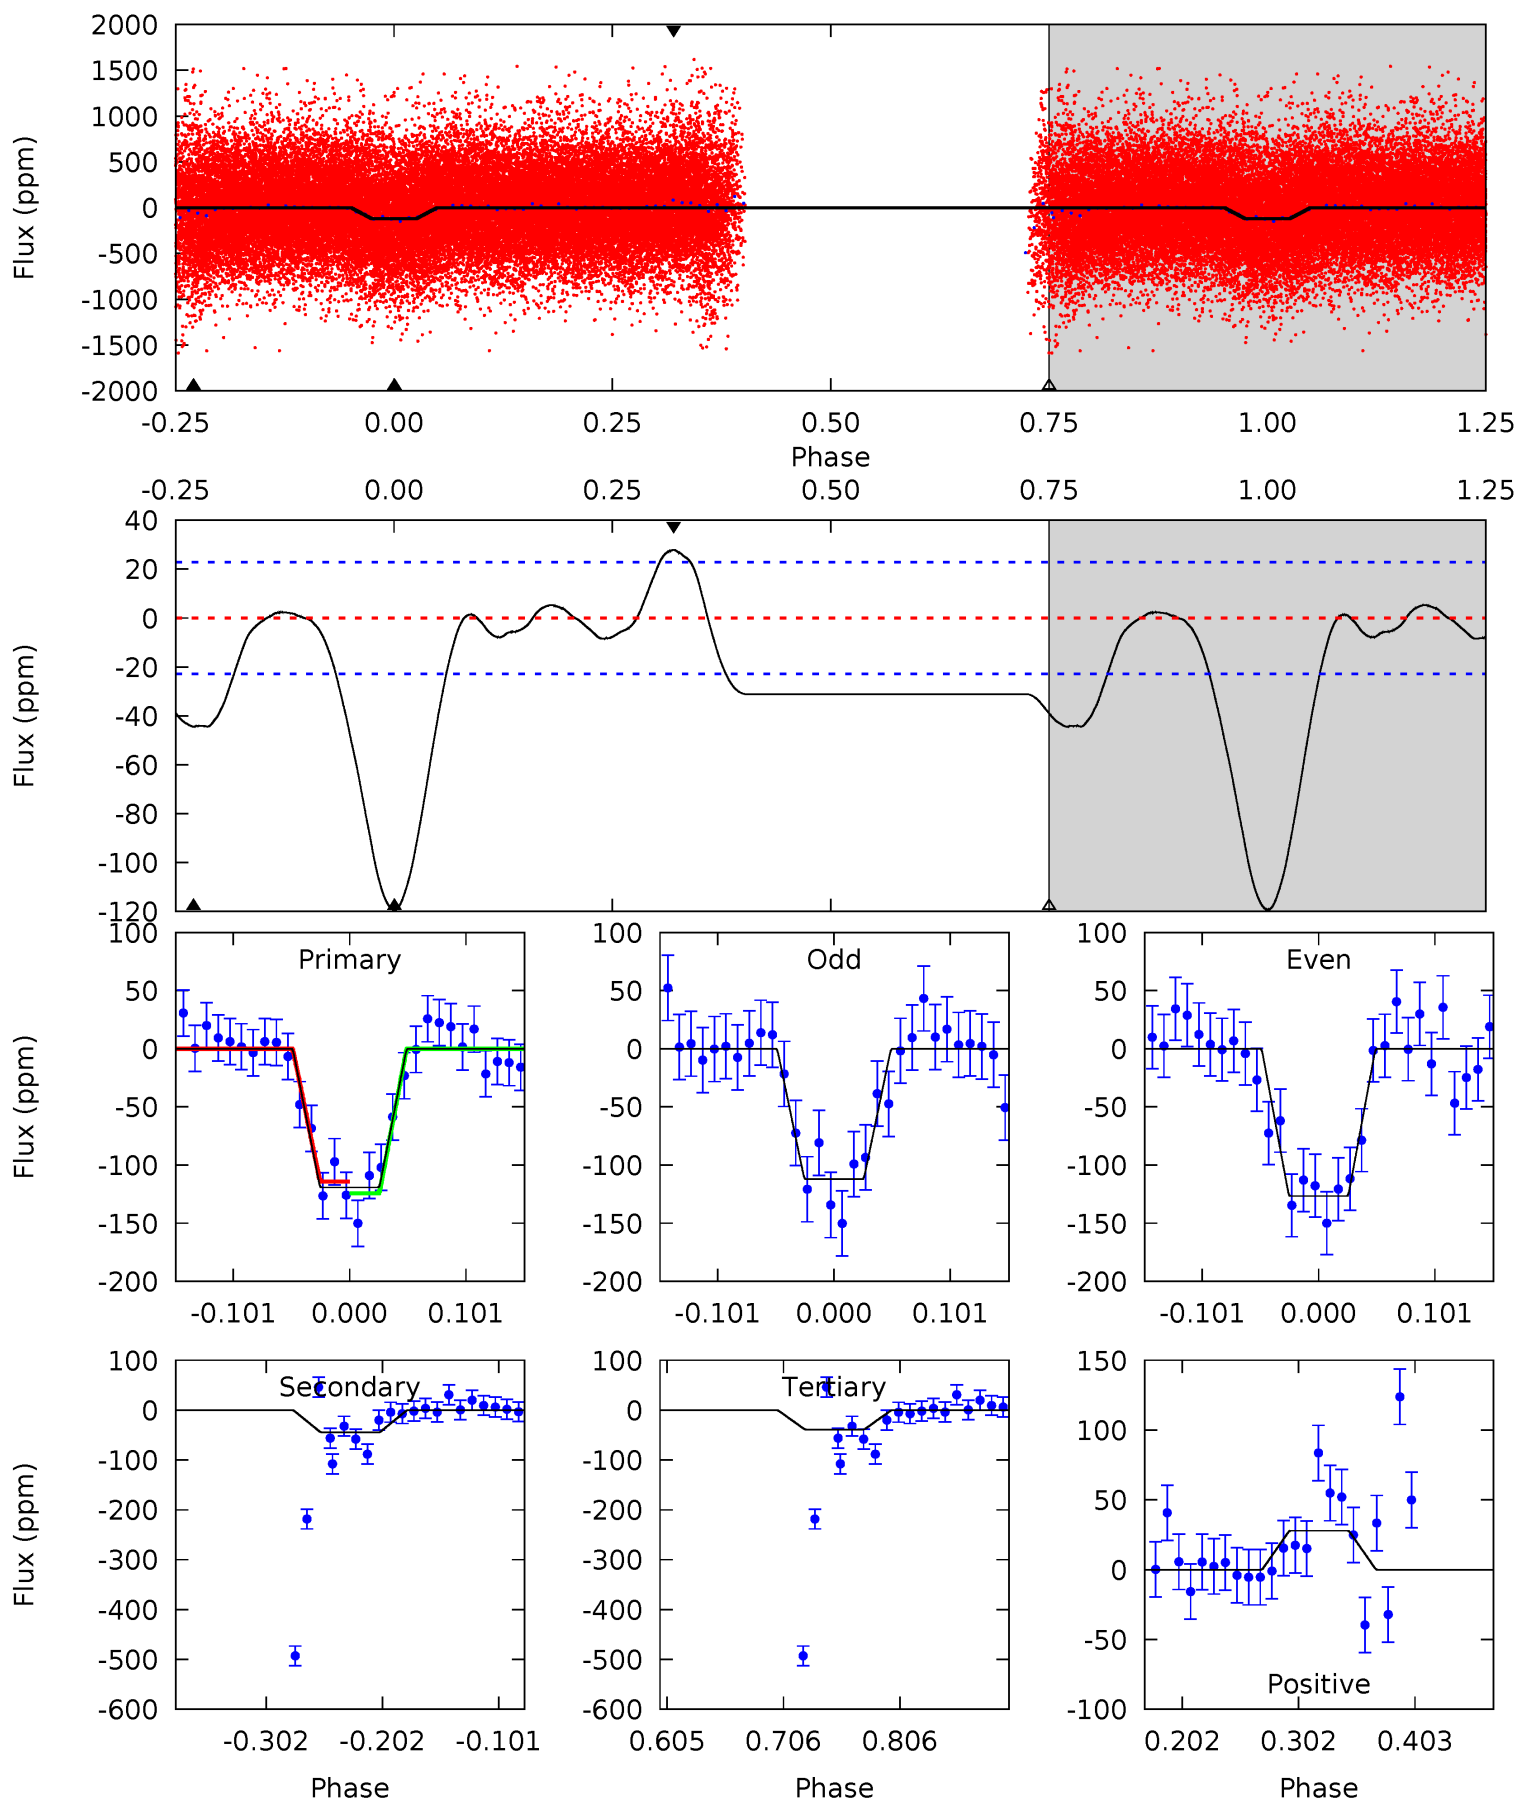 2000
1500
1000
500
0
-500
-1000
-1500
-2000
Flux (ppm)
-0.25 0.00 0.25 0.50 0.75 1.00 1.25
Phase
-0.25 0.00 0.25 0.50 0.75 1.00 1.25
40
20
0
-20
-40
-60
-80
-100
-120
Flux (ppm)
Primary Odd Even
100 100 100
50 50 50
0 0 0
-50 -50 -50
-100 -100 -100
-150 -150 -150
-200 -200 -200
Flux (ppm)
-0.101 0.000 0.101 -0.101 0.000 0.101 -0.101 0.000 0.101
Secondary Tertiary
100 100 150
0 0 100
-100 -100 50
-200 -200 0
-300 -300 -50
-400 -400 -100
-500 -500
-600 -600
Flux (ppm)
Positive
-0.302 -0.202 -0.101 0.605 0.706 0.806 0.202 0.302 0.403
Phase Phase Phase